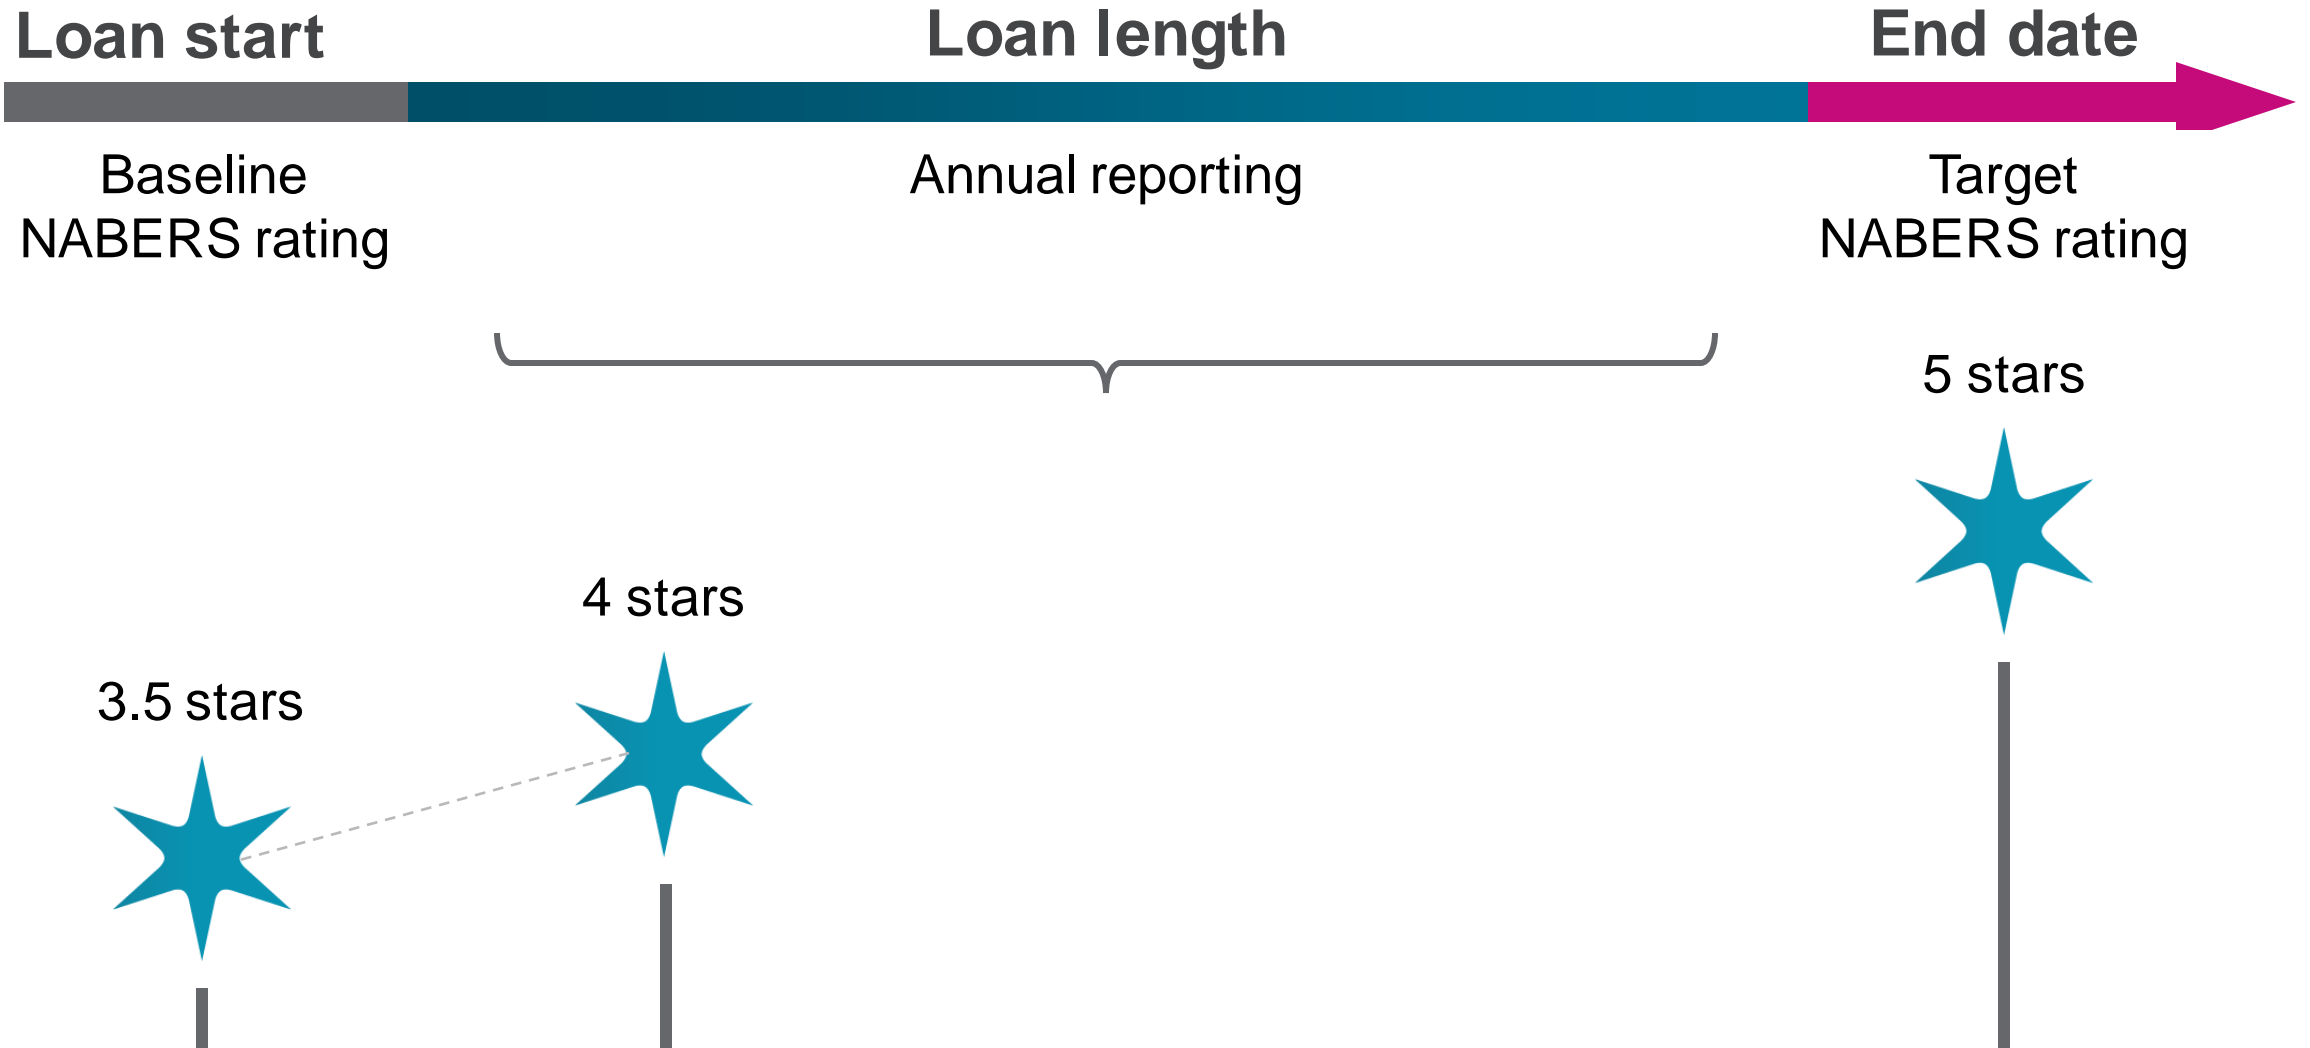 Loan start
Loan length
End date
Baseline
NABERS rating
Annual reporting
Target
NABERS rating
5 stars
4 stars
3.5 stars